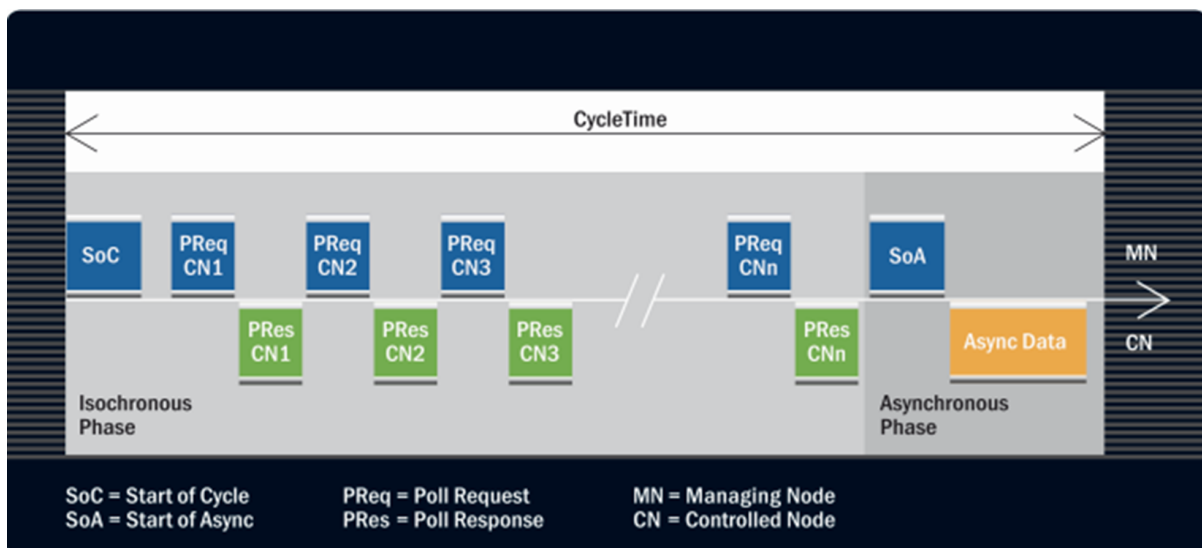 CycleTime
SoC
PReq
CN1
PReq
CN2
PReq
CN3
PReq
CNn
SoA
MN
PRes
CN1
PRes
CN2
PRes
CN3
PRes
CNn
Async Data
CN
Isochronous
Phase
Asynchronous
Phase
SoC = Start of Cycle
SoA = Start of Async
PReq = Poll Request
PRes = Poll Response
MN = Managing Node
CN = Controlled Node